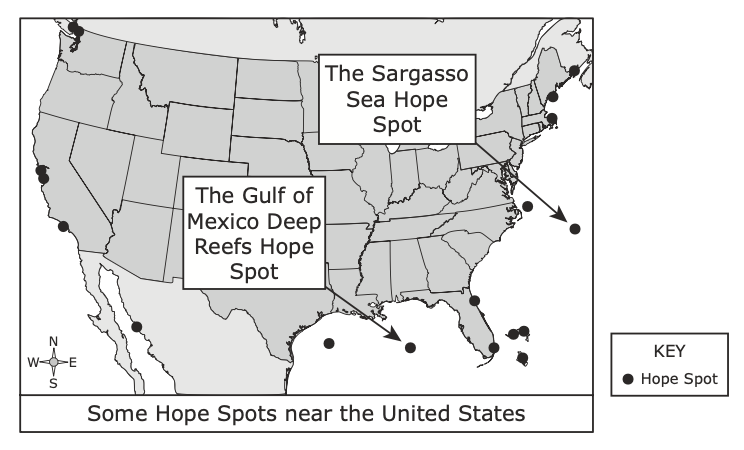 The Sargasso
Sea Hope
Spot
The Gulf of
Mexico Deep
Reefs Hope
Spot
N
W E
S
KEY
Hope Spot
Some Hope Spots near the United States